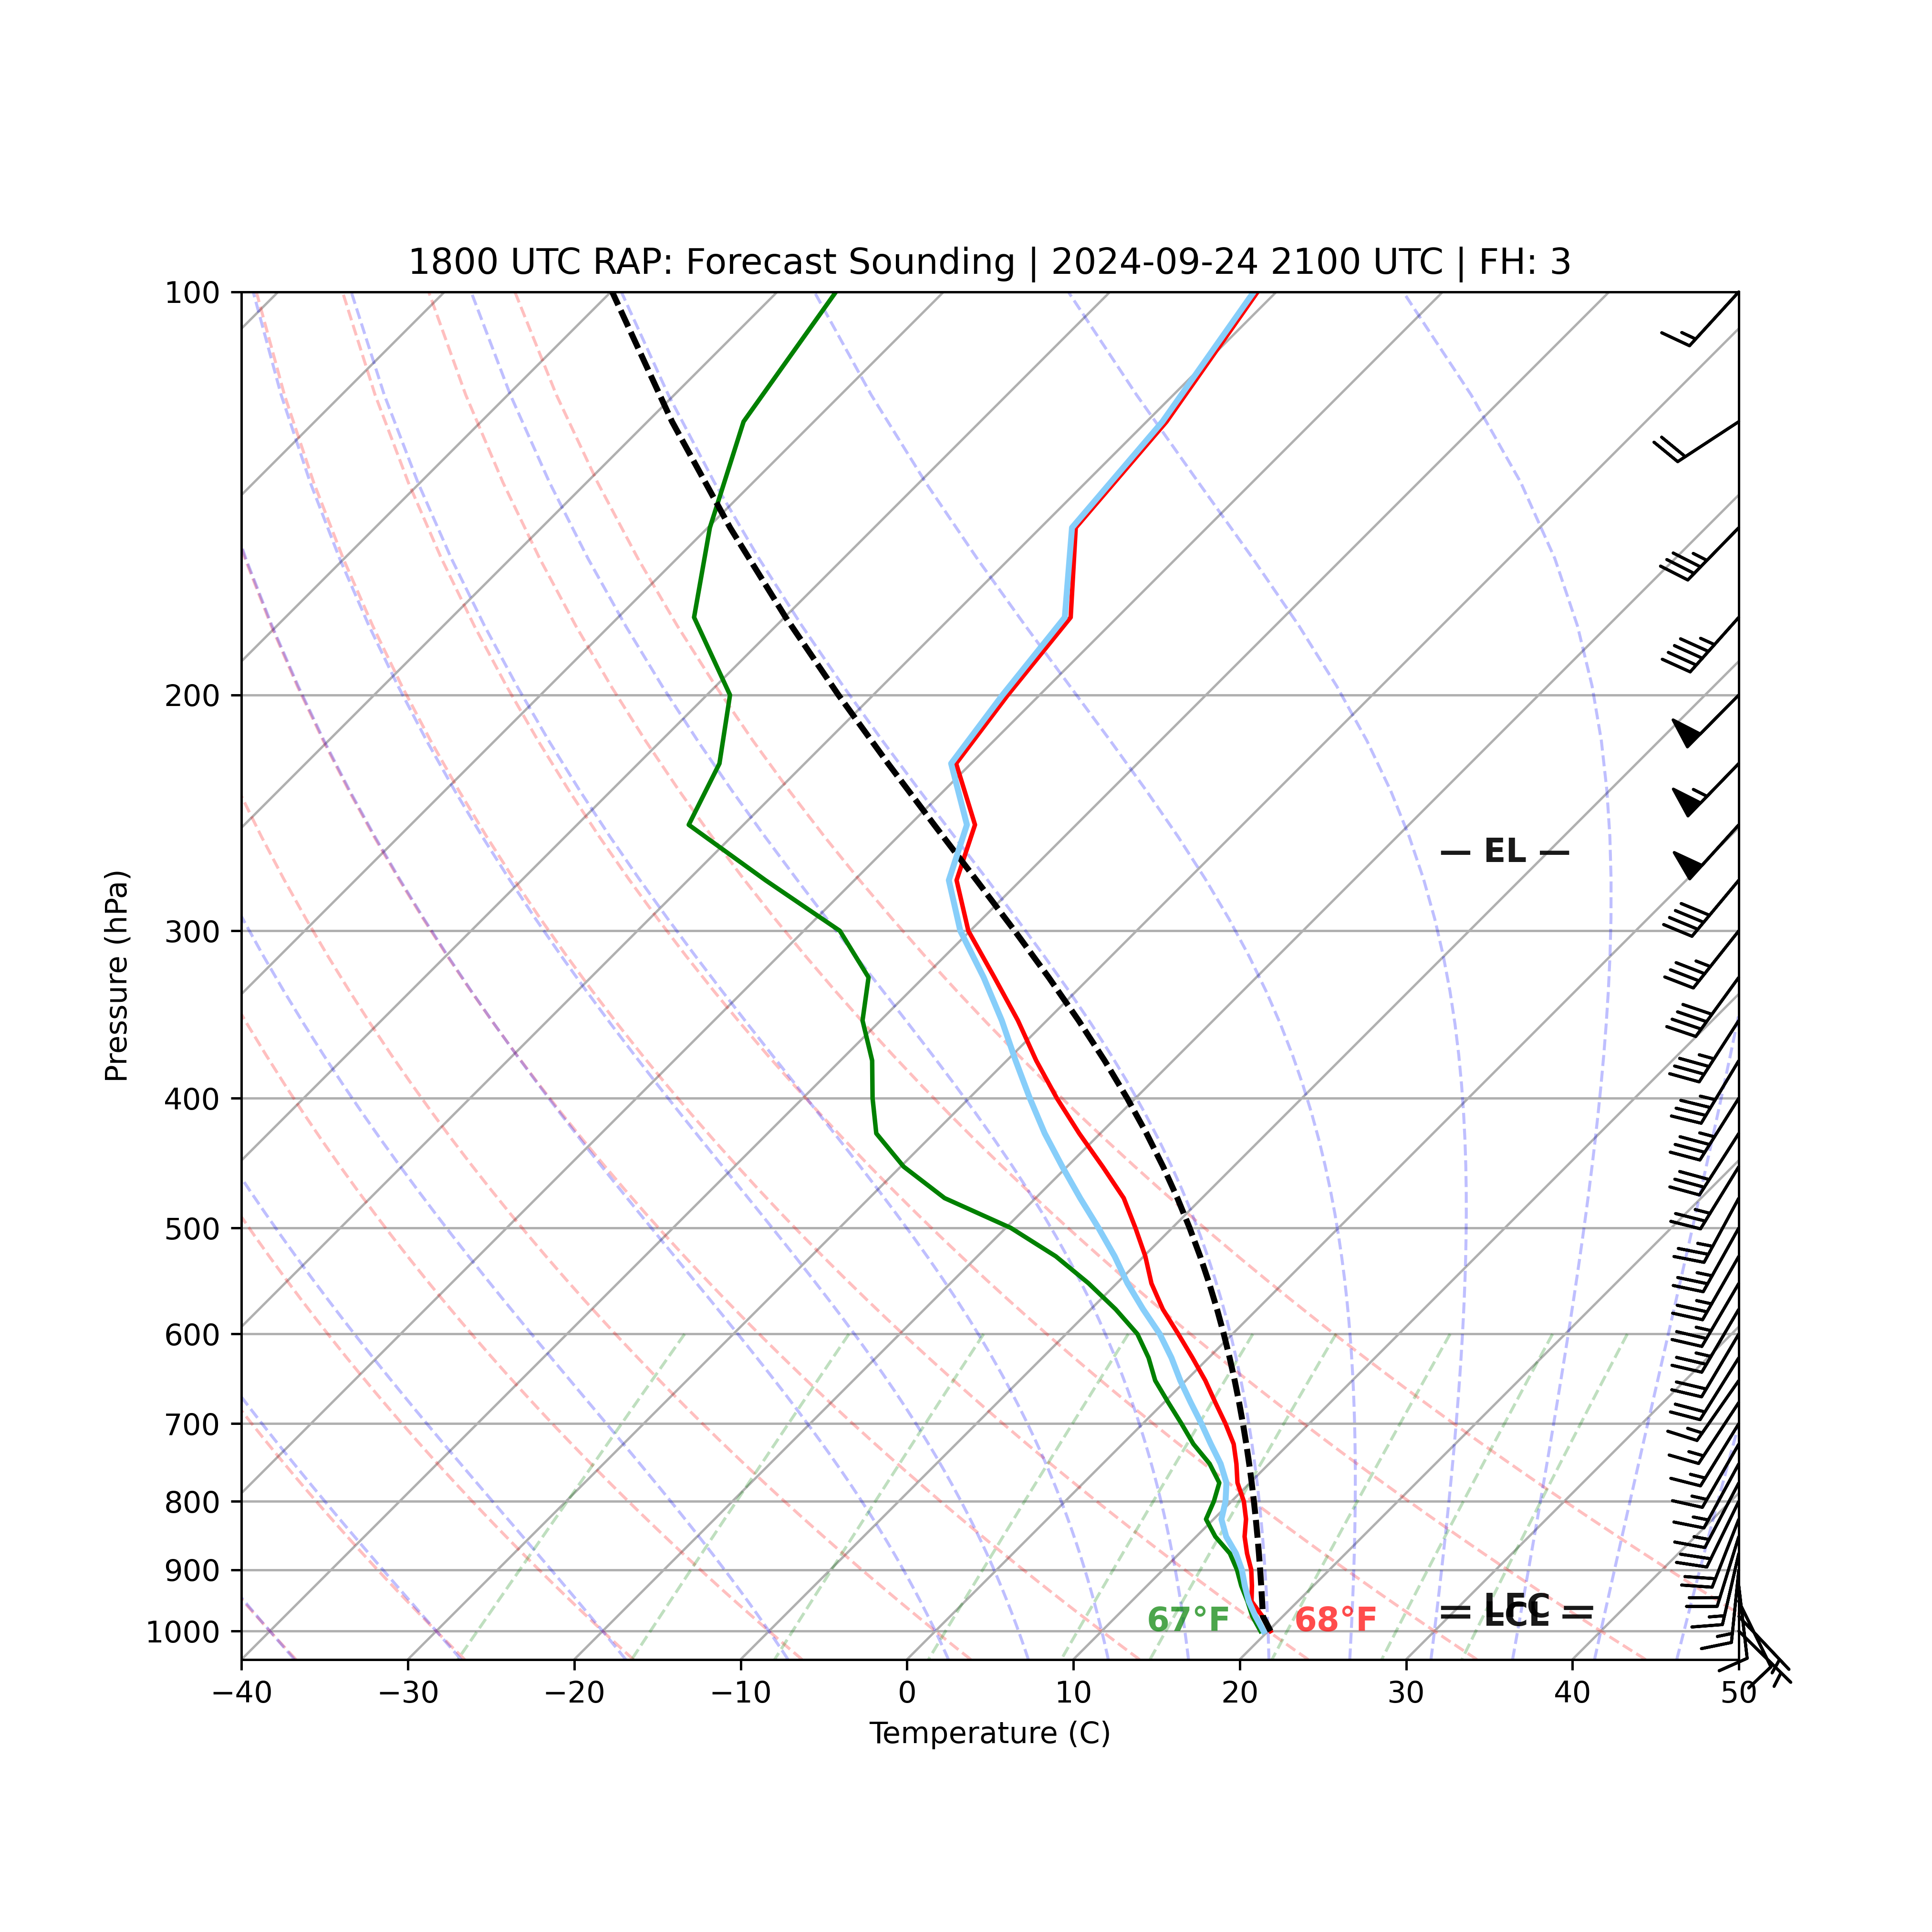 1800 UTC RAP: Forecast Sounding | 2024-09-24 2100 UTC | FH: 3
100
200
— EL —
300
Pressure (hPa)
400
500
600
700
800
900
— LFC —
— LCL —
67°F 68°F
1000
−40 −30 −20 −10 0 10 20 30 40 50
Temperature (C)